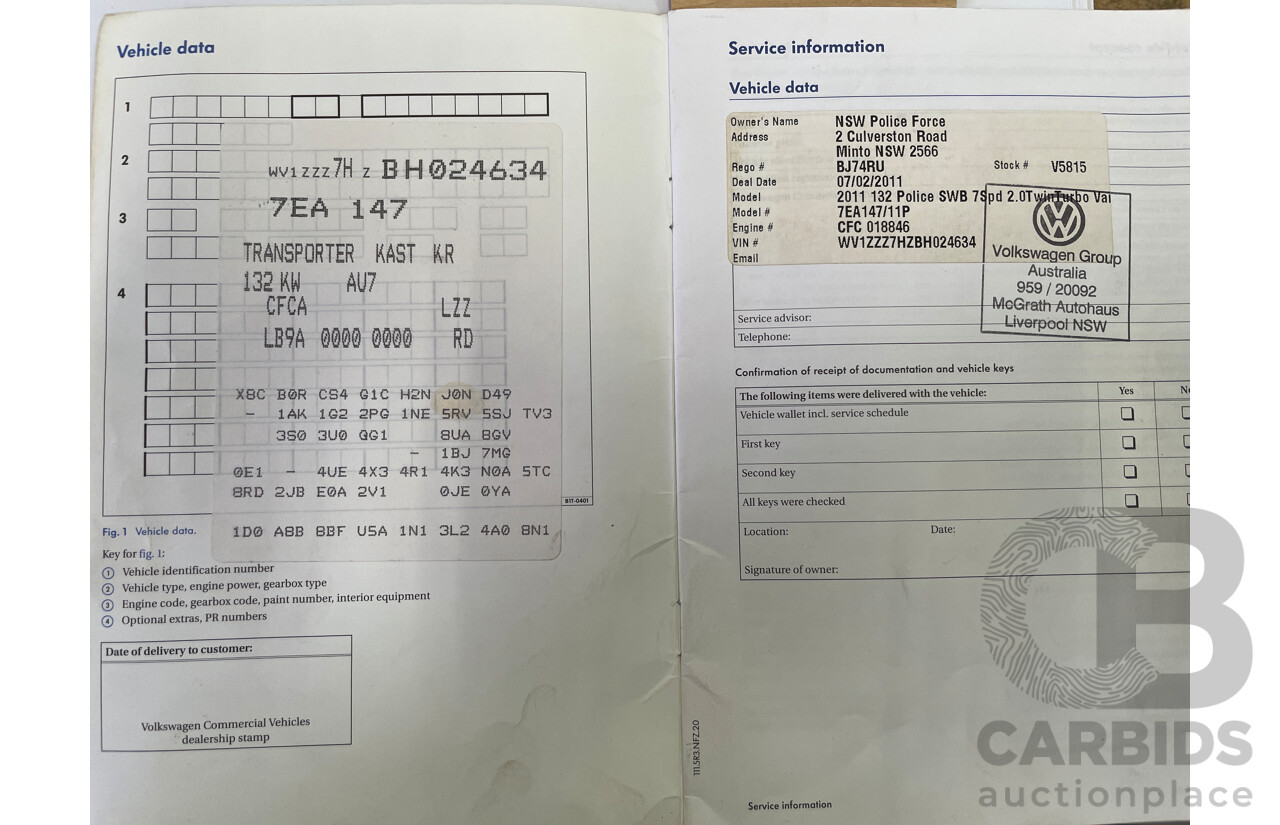 Vehicle data
1
2
3
4
WV1ZZZ7H Z BH024634
7EA 147
TRANSPORTER KAST KR
132 KW AU7
CFCA LZZ
LB9A 0000 0000 RD
X8C B0R CS4 G1C H2N J0N D49
- 1AK 1G2 2PG 1NE 5RV 5SJ TV3
3S0 3U0 QG1 8UA 8GV
- 1BJ 7MG
0E1 - 4UE 4X3 4R1 4K3 N0A 5TC
8RD 2JB E0A 2V1 0JE 0YA
1D0 A8B 8BF U5A 1N1 3L2 4A0 8N1
B1T-0401
Fig. 1 Vehicle data.
Key for fig. 1:
1 Vehicle identification number
2 Vehicle type, engine power, gearbox type
3 Engine code, gearbox code, paint number, interior equipment
4 Optional extras, PR numbers
Date of delivery to customer:
Volkswagen Commercial Vehicles
dealership stamp
Service information
Vehicle data
Owner's Name NSW Police Force
Address 2 Culverston Road
Minto NSW 2566
Rego # BJ74RU Stock # V5815
Deal Date 07/02/2011
Model 2011 132 Police SWB 7Spd 2.0TwinTurbo Vai
Model # 7EA147/11P
Engine # CFC 018846
VIN # WV1ZZZ7HZBH024634
Email
Volkswagen Group
Australia
959 / 20092
McGrath Autohaus
Liverpool NSW
Service advisor:
Telephone:
Confirmation of receipt of documentation and vehicle keys
The following items were delivered with the vehicle: Yes
Vehicle wallet incl. service schedule
First key
Second key
All keys were checked
Location: Date:
Signature of owner:
111.5R3.NFZ.20
Service information
CARBIDS
auctionplace